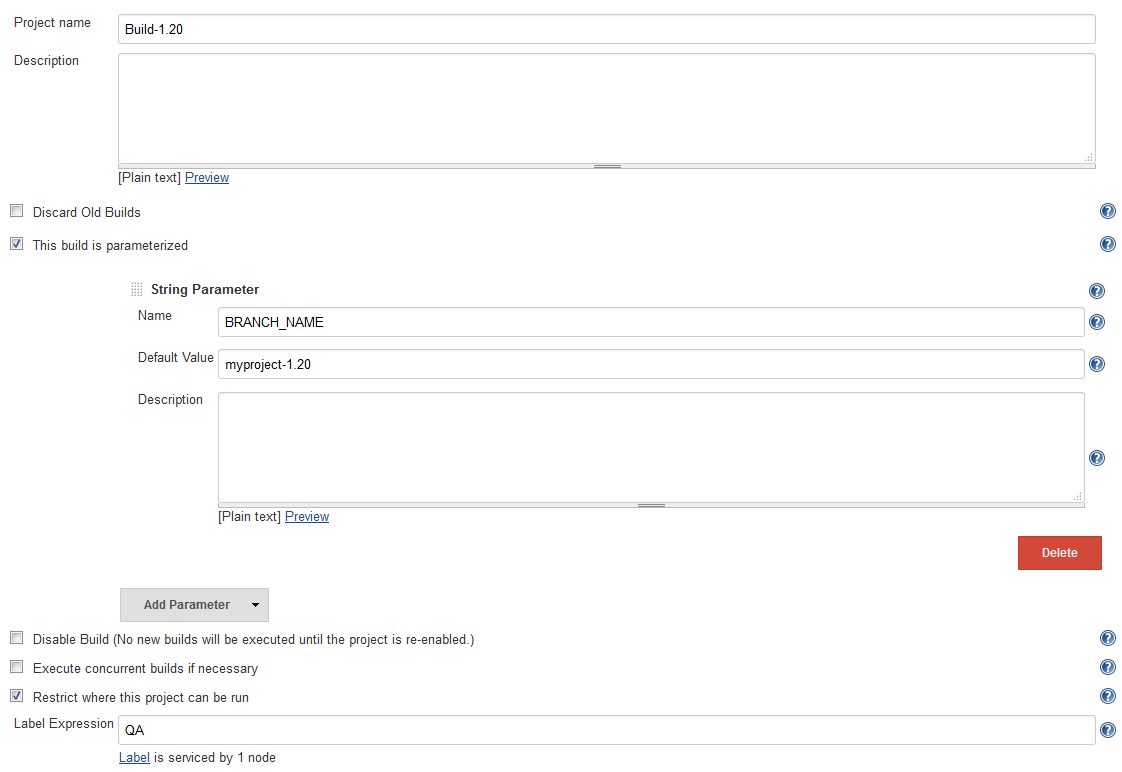 Project name
Build-1.20
Description
[Plain text] Preview
Discard Old Builds
This build is parameterized
String Parameter
Name
BRANCH_NAME
Default Value
myproject-1.20
Description
[Plain text] Preview
Delete
Add Parameter
Disable Build (No new builds will be executed until the project is re-enabled.)
Execute concurrent builds if necessary
Restrict where this project can be run
Label Expression
QA
Label is serviced by 1 node